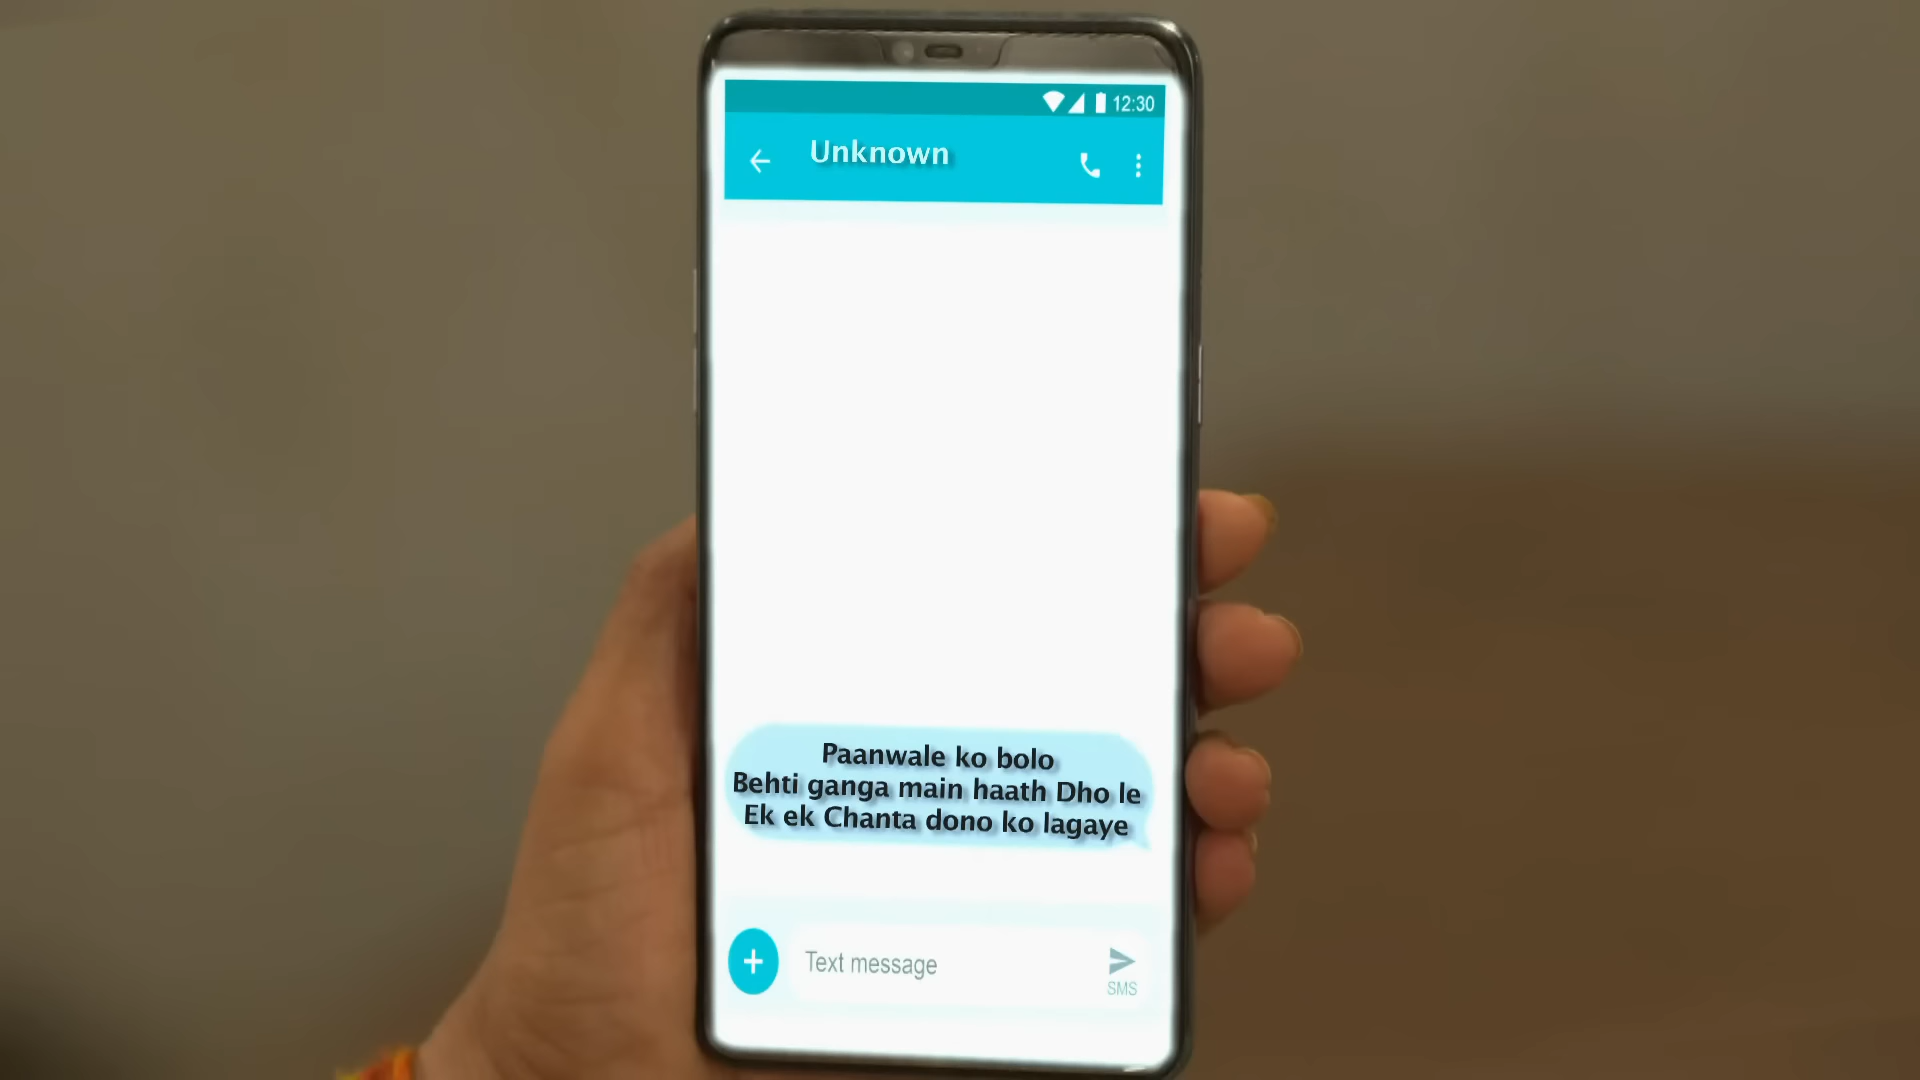 12:30
Unknown
Paanwale ko bolo
Behti ganga main haath Dho le
Ek ek Chanta dono ko lagaye
Text message
SMS